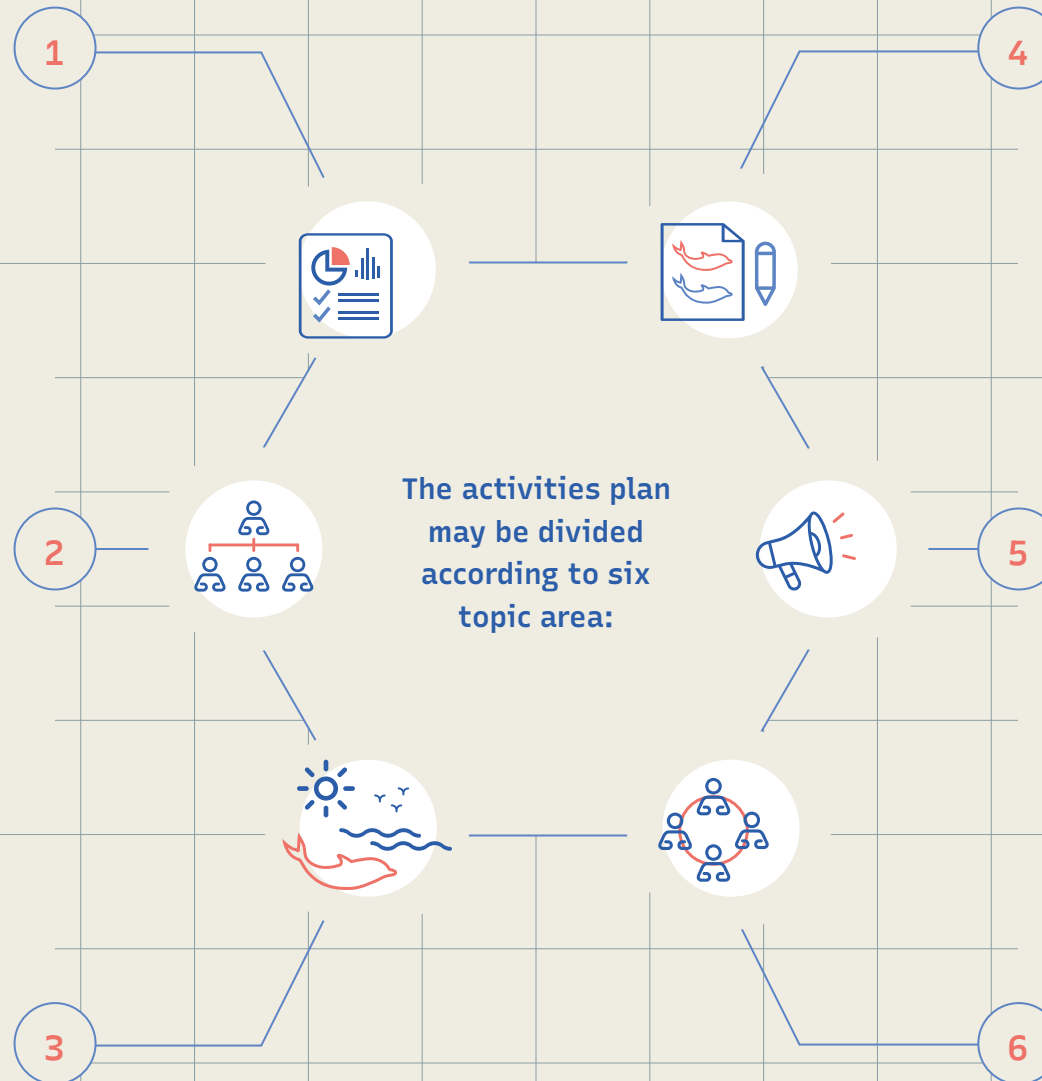 1
4
The activities plan
may be divided
according to six
topic area:
2
5
3
6